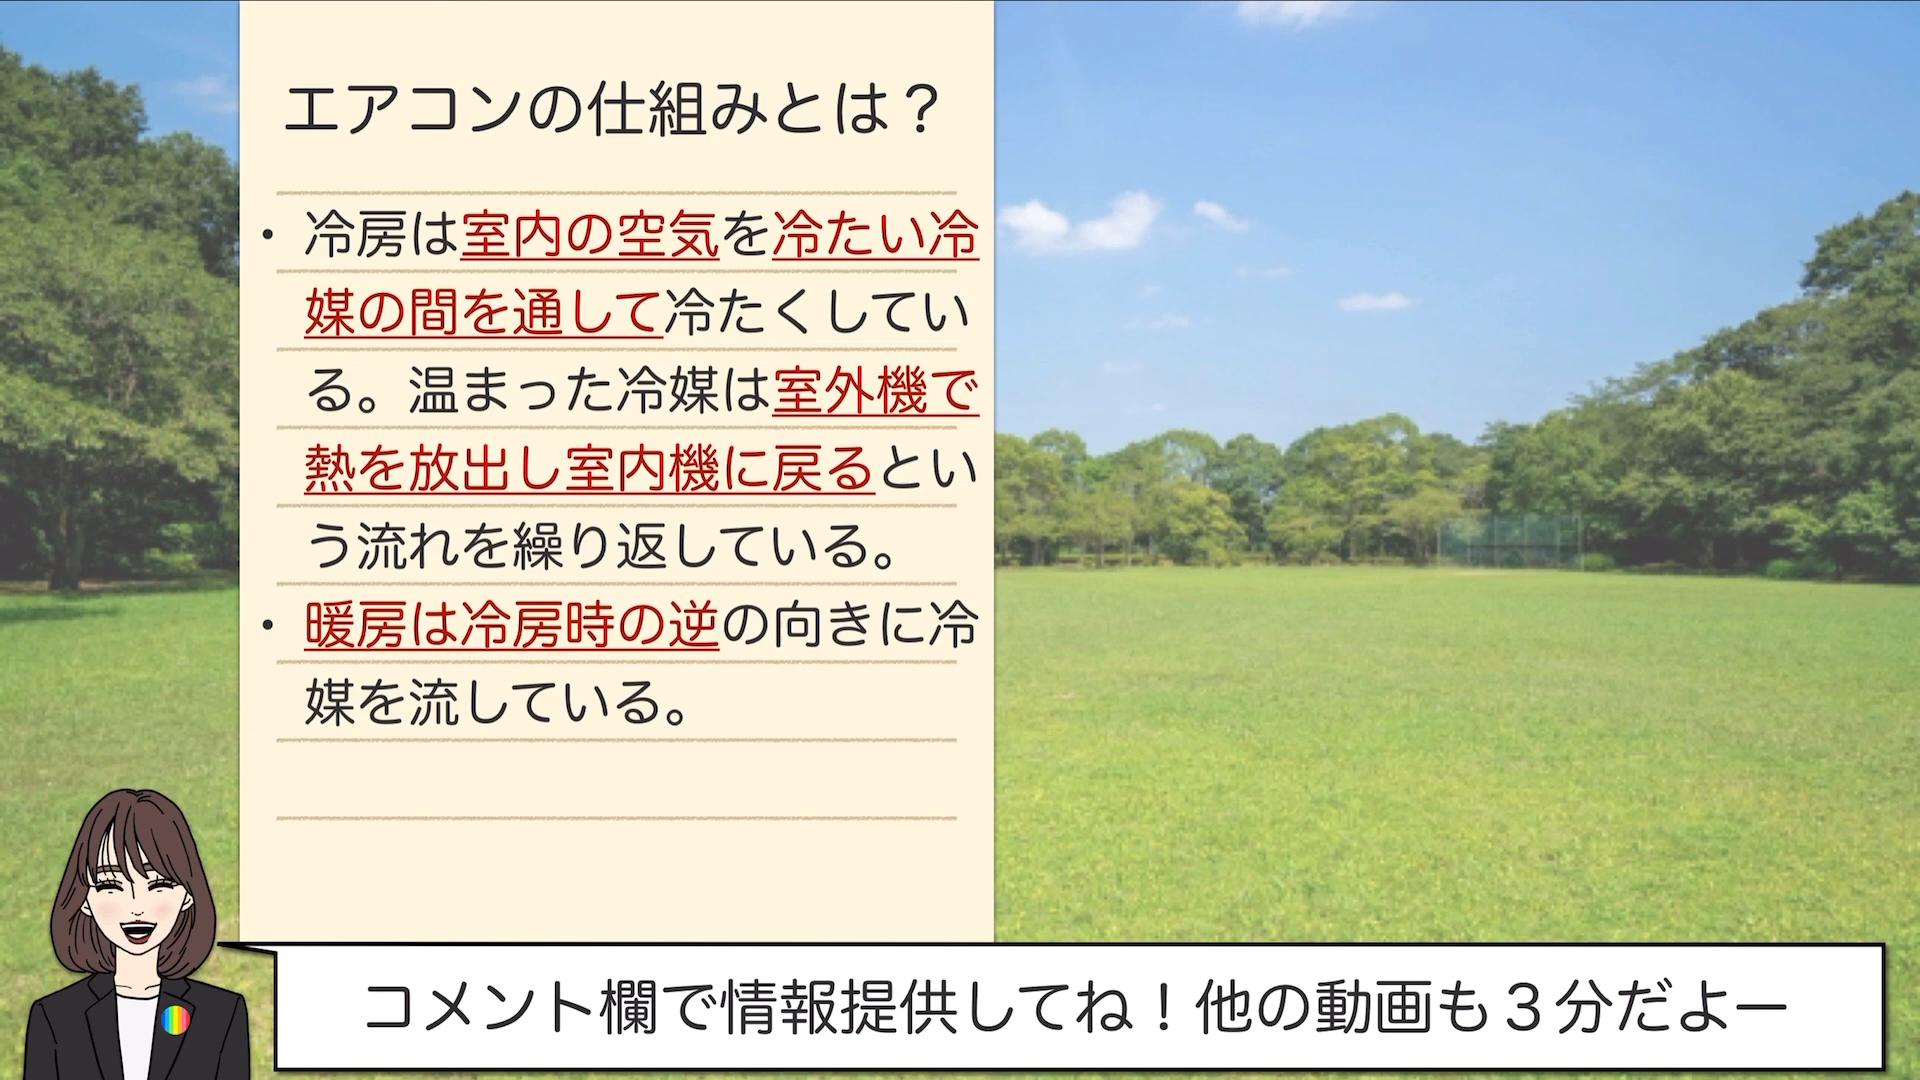 エアコンの仕組みとは？
・冷房は室内の空気を冷たい冷
媒の間を通して冷たくしてい
る。温まった冷媒は室外機で
熱を放出し室内機に戻るとい
う流れを繰り返している。
・暖房は冷房時の逆の向きに冷
媒を流している。
コメント欄で情報提供してね！他の動画も３分だよー